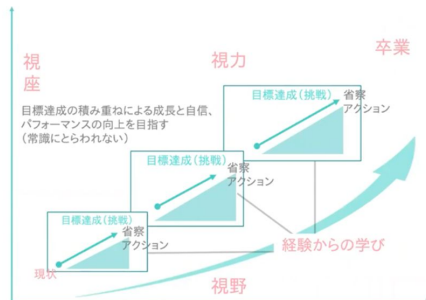 視座
視力
卒業
目標達成の積み重ねによる成長と自信、
パフォーマンスの向上を目指す
（常識にとらわれない）
目標達成（挑戦）
省察
アクション
目標達成（挑戦）
省察
アクション
目標達成（挑戦）
省察
アクション
現状
経験からの学び
視野